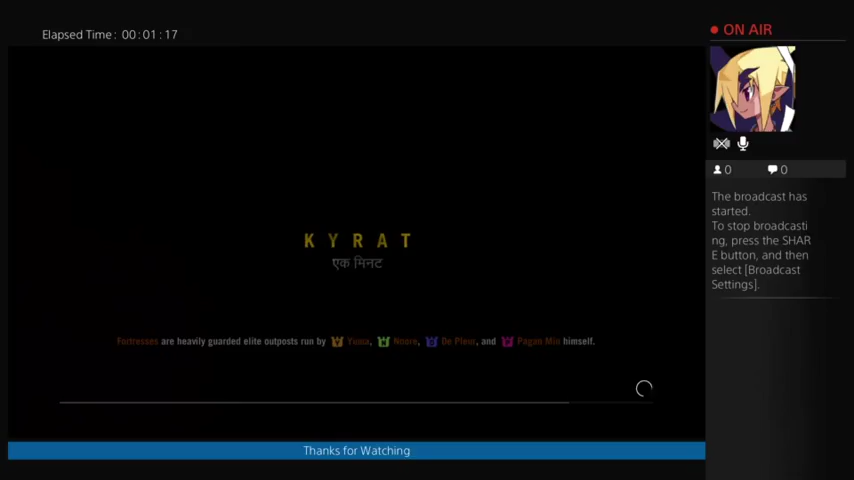 Elapsed Time: 00:01:17
ON AIR
0 0
The broadcast has
started.
To stop broadcasti
ng, press the SHAR
E button, and then
select [Broadcast
Settings].
KYRAT
एक मिनट
Fortresses are heavily guarded elite outposts run by Yuma, Noore, De Pleur, and Pagan Min himself.
Thanks for Watching